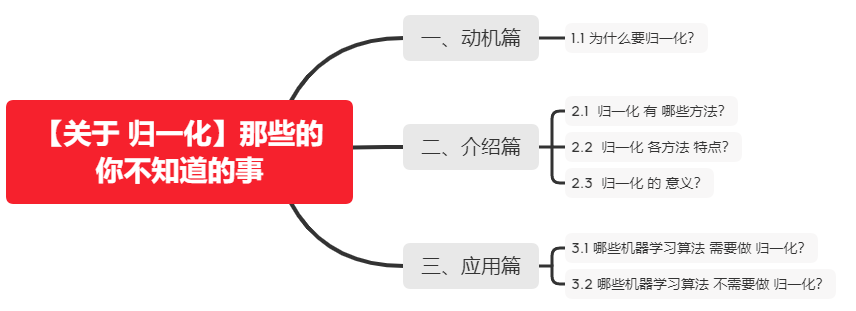 【关于 归一化】那些的
你不知道的事
一、动机篇
1.1 为什么要归一化？
二、介绍篇
2.1 归一化 有 哪些方法？
2.2 归一化 各方法 特点？
2.3 归一化 的 意义？
三、应用篇
3.1 哪些机器学习算法 需要做 归一化？
3.2 哪些机器学习算法 不需要做 归一化？